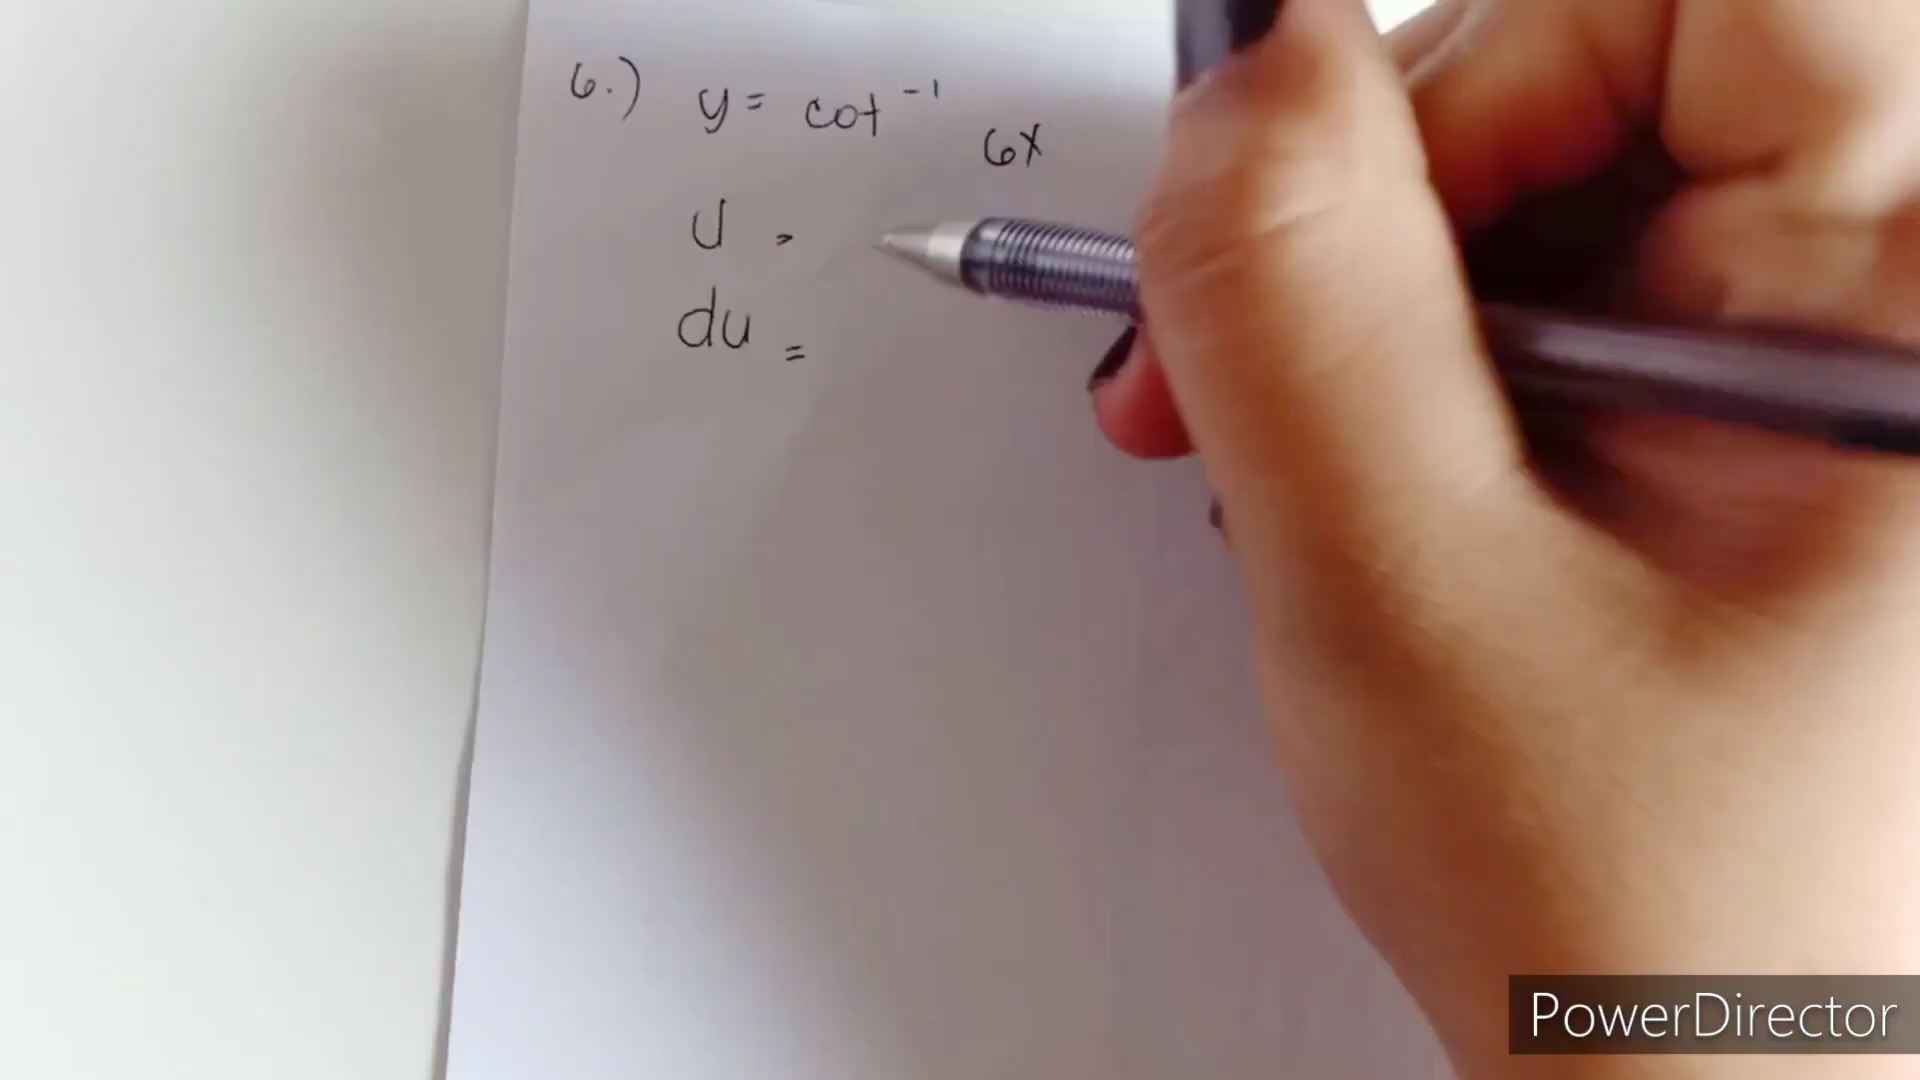 6.) y = cot⁻¹ 6x
u =
du =
PowerDirector